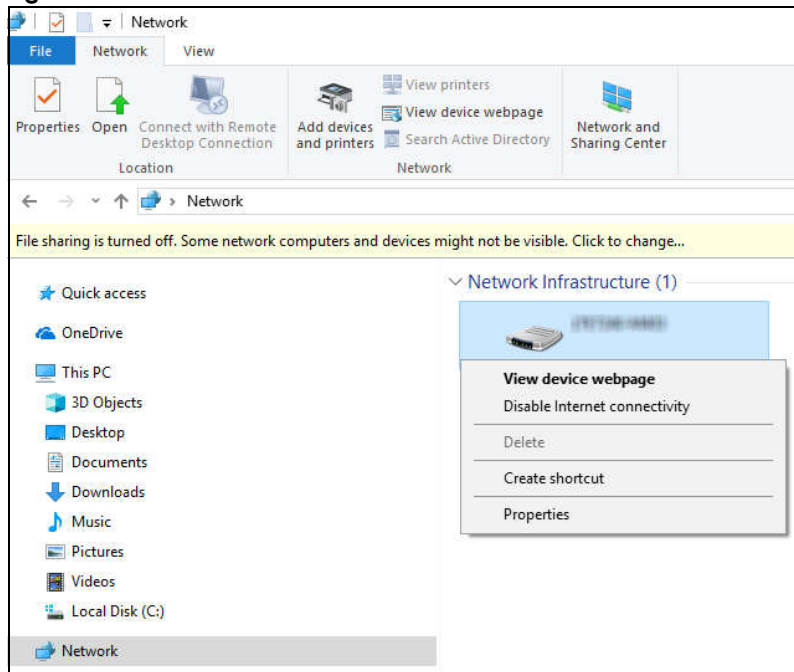 Network
File Network View
Properties Open Connect with Remote Desktop Connection
Add devices and printers
View printers
View device webpage
Search Active Directory
Network and Sharing Center
Location Network
Network
File sharing is turned off. Some network computers and devices might not be visible. Click to change...
Quick access
OneDrive
This PC
3D Objects
Desktop
Documents
Downloads
Music
Pictures
Videos
Local Disk (C:)
Network
Network Infrastructure (1)
View device webpage
Disable Internet connectivity
Delete
Create shortcut
Properties